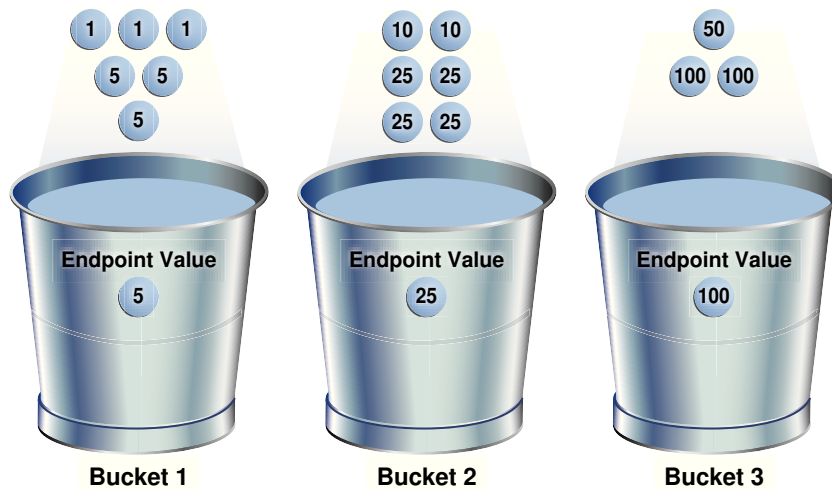 1 1 1
5 5
5
Endpoint Value
5
Bucket 1
10 10
25 25
25 25
Endpoint Value
25
Bucket 2
50
100 100
Endpoint Value
100
Bucket 3